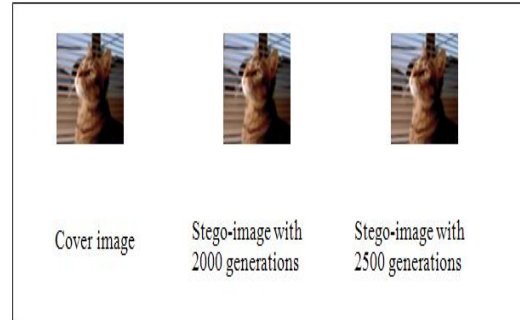 Cover image
Stego-image with
2000 generations
Stego-image with
2500 generations